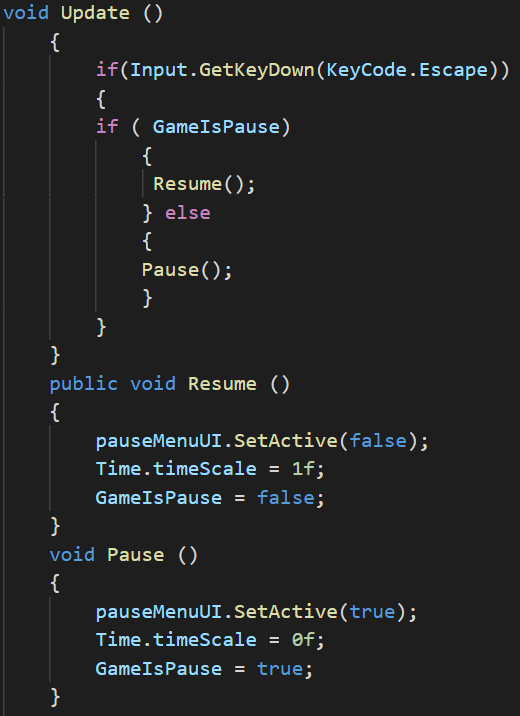 void Update ()
{
if(Input.GetKeyDown(KeyCode.Escape))
{
if ( GameIsPause)
{
Resume();
} else
{
Pause();
}
}
}
public void Resume ()
{
pauseMenuUI.SetActive(false);
Time.timeScale = 1f;
GameIsPause = false;
}
void Pause ()
{
pauseMenuUI.SetActive(true);
Time.timeScale = 0f;
GameIsPause = true;
}